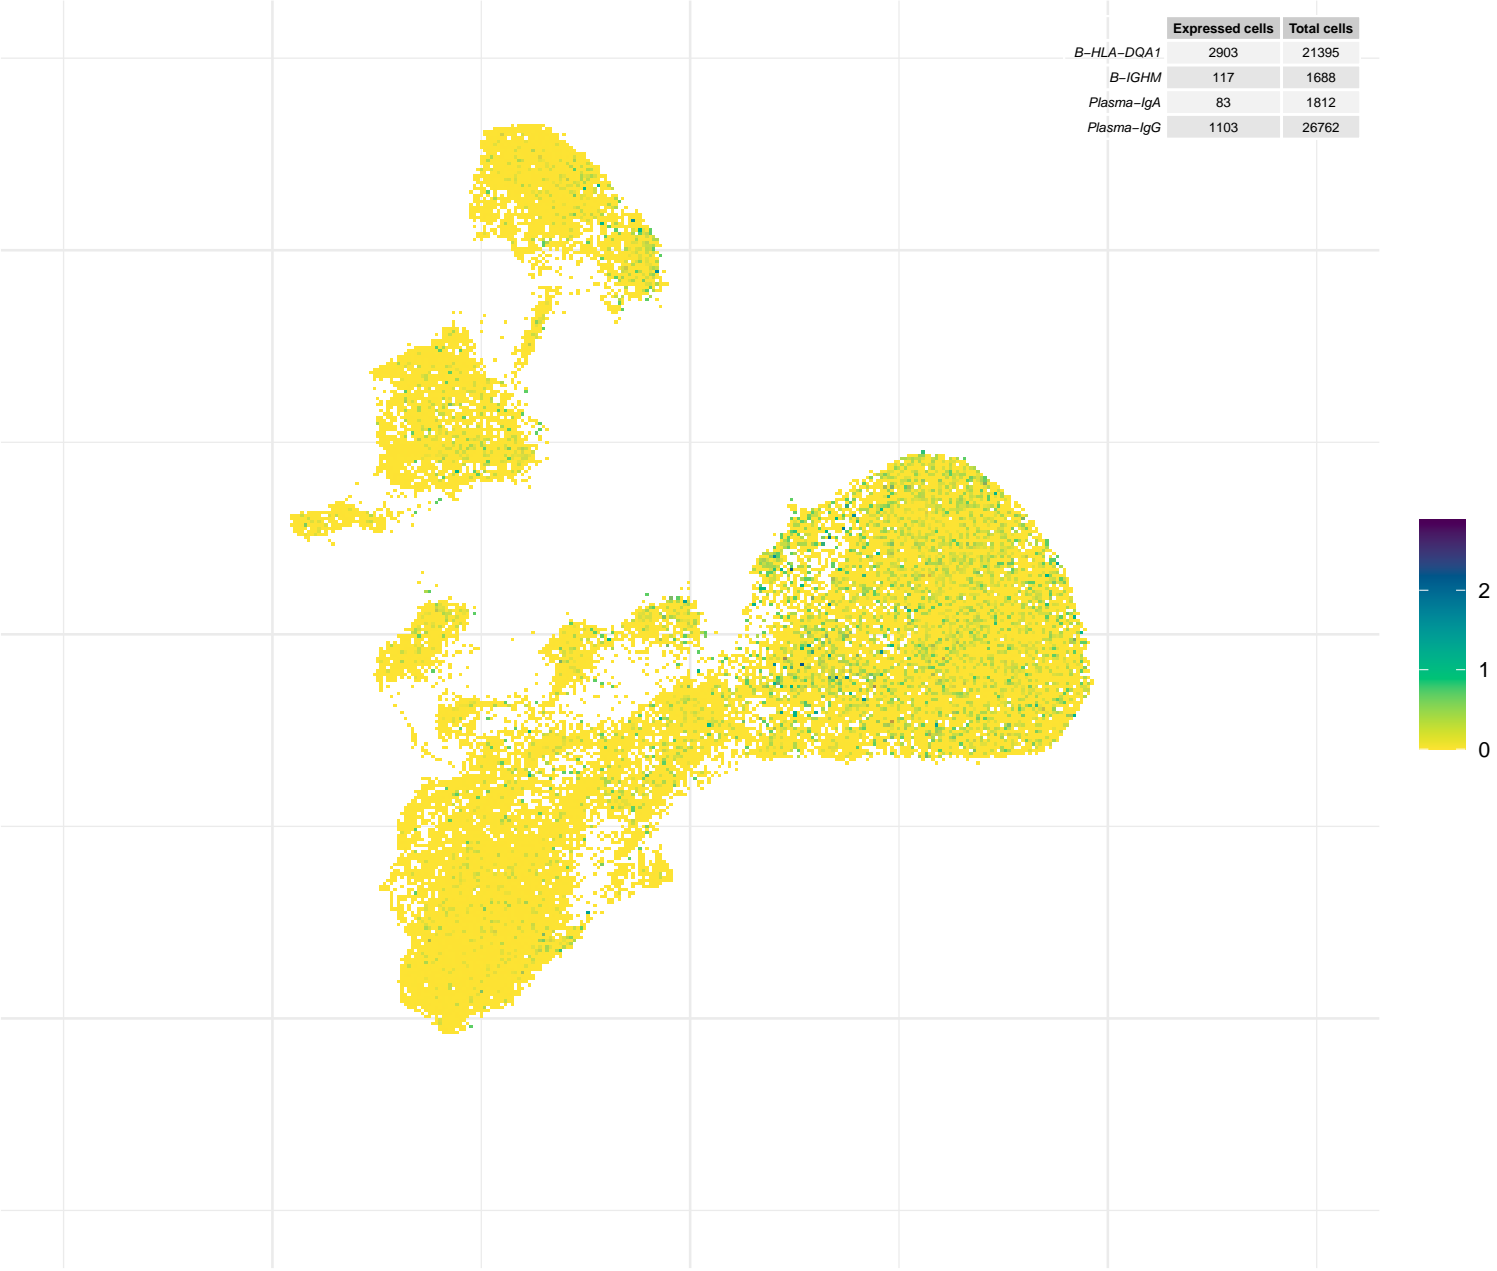 Expressed cells Total cells
B−HLA−DQA1 2903 21395
B−IGHM 117 1688
Plasma−IgA 83 1812
Plasma−IgG 1103 26762
2
1
0